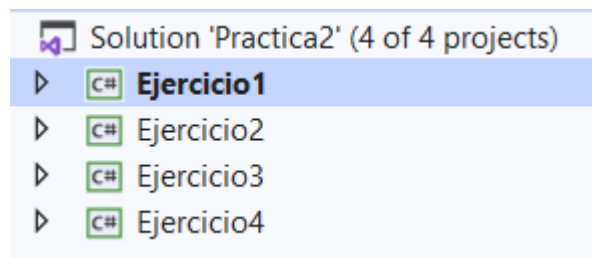 Solution 'Practica2' (4 of 4 projects)
C# Ejercicio1
C# Ejercicio2
C# Ejercicio3
C# Ejercicio4